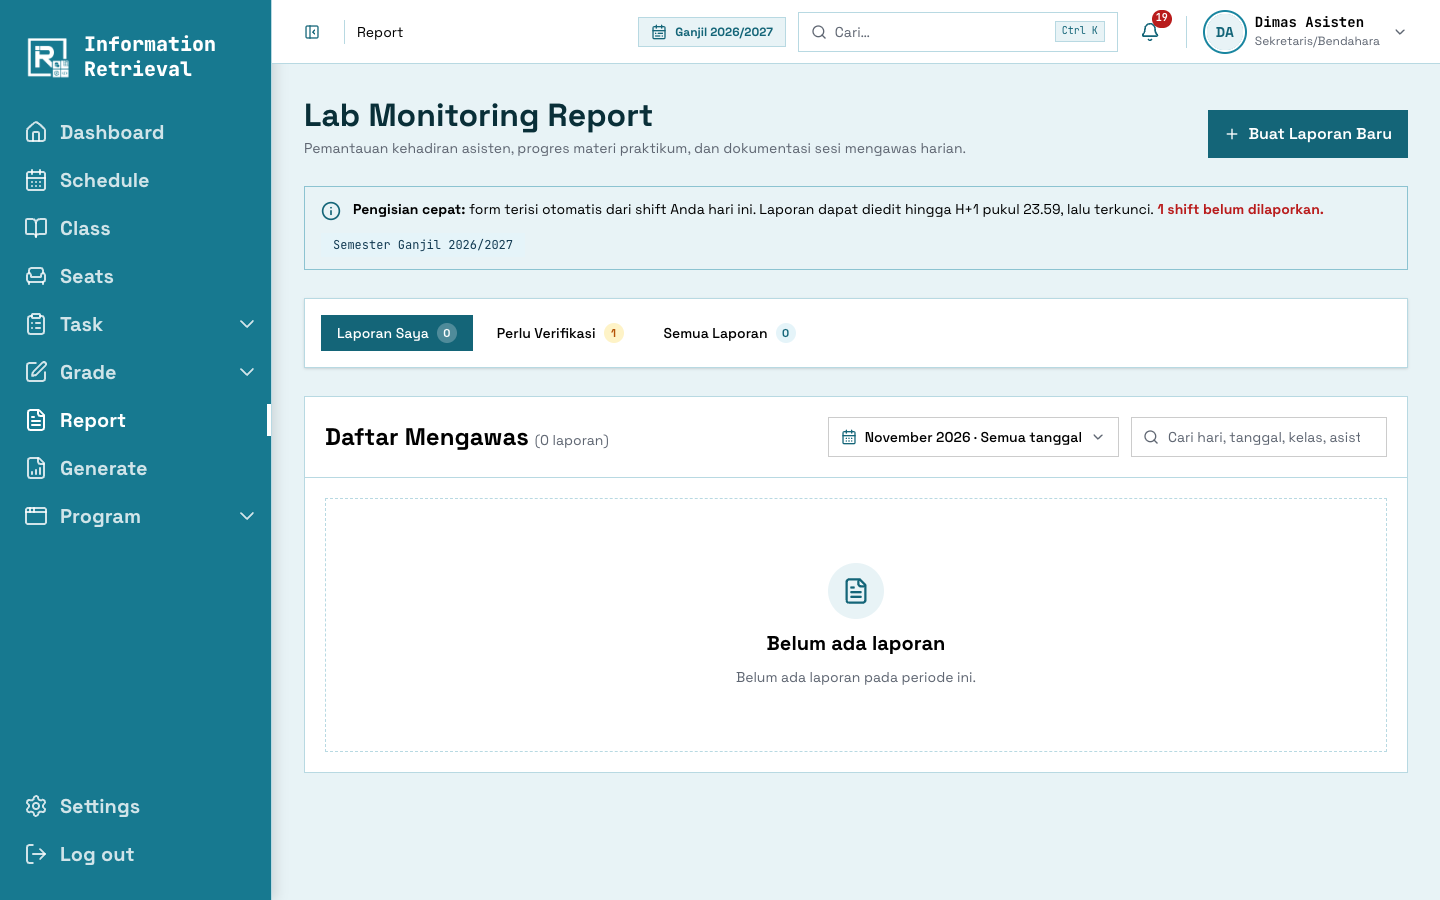 Information
Retrieval
Dashboard
Schedule
Class
Seats
Task
Grade
Report
Generate
Program
Settings
Log out
Report
Ganjil 2026/2027
Cari...
Ctrl K
19
DA
Dimas Asisten
Sekretaris/Bendahara
Lab Monitoring Report
Pemantauan kehadiran asisten, progres materi praktikum, dan dokumentasi sesi mengawas harian.
Buat Laporan Baru
Pengisian cepat: form terisi otomatis dari shift Anda hari ini. Laporan dapat diedit hingga H+1 pukul 23.59, lalu terkunci. 1 shift belum dilaporkan.
Semester Ganjil 2026/2027
Laporan Saya 0
Perlu Verifikasi 1
Semua Laporan 0
Daftar Mengawas (0 laporan)
November 2026 · Semua tanggal
Cari hari, tanggal, kelas, asist
Belum ada laporan
Belum ada laporan pada periode ini.